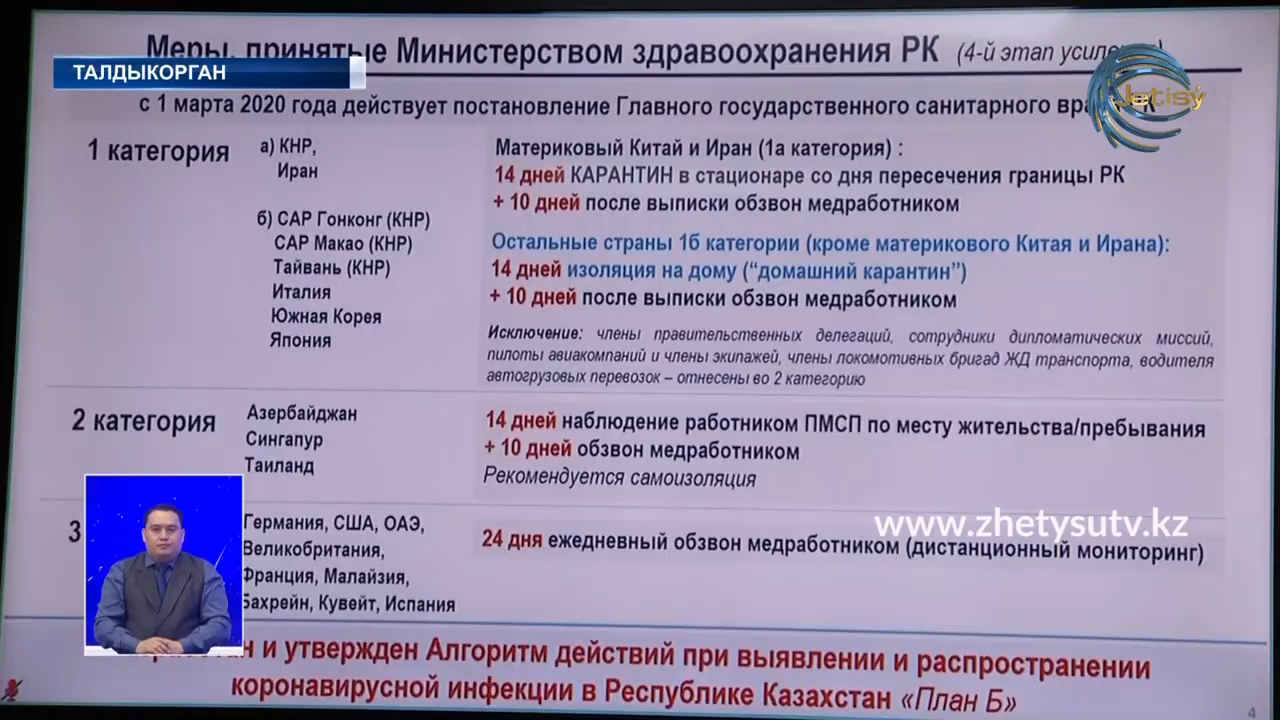 Меры, принятые Министерством здравоохранения РК (4-й этап
ТАЛДЫКОРГАН
Jetisý
с 1 марта 2020 года действует постановление Главного государственного санитарного
1 категория
а) КНР,
Иран
б) САР Гонконг (КНР)
САР Макао (КНР)
Тайвань (КНР)
Италия
Южная Корея
Япония
Материковый Китай и Иран (1а категория) :
14 дней КАРАНТИН в стационаре со дня пересечения границы РК
+ 10 дней после выписки обзвон медработником
Остальные страны 1б категории (кроме материкового Китая и Ирана):
14 дней изоляция на дому (“домашний карантин”)
+ 10 дней после выписки обзвон медработником
Исключение: члены правительственных делегаций, сотрудники дипломатических миссий,
пилоты авиакомпаний и члены экипажей, члены локомотивных бригад ЖД транспорта, водителя
автогрузовых перевозок – отнесены во 2 категорию
2 категория
Азербайджан
Сингапур
Таиланд
14 дней наблюдение работником ПМСП по месту жительства/пребывания
+ 10 дней обзвон медработником
Рекомендуется самоизоляция
3
Германия, США, ОАЭ,
Великобритания,
Франция, Малайзия,
Бахрейн, Кувейт, Испания
www.zhetysutv.kz
24 дня ежедневный обзвон медработником (дистанционный мониторинг)
и утвержден Алгоритм действий при выявлении и распространении
коронавирусной инфекции в Республике Казахстан «План Б»
4